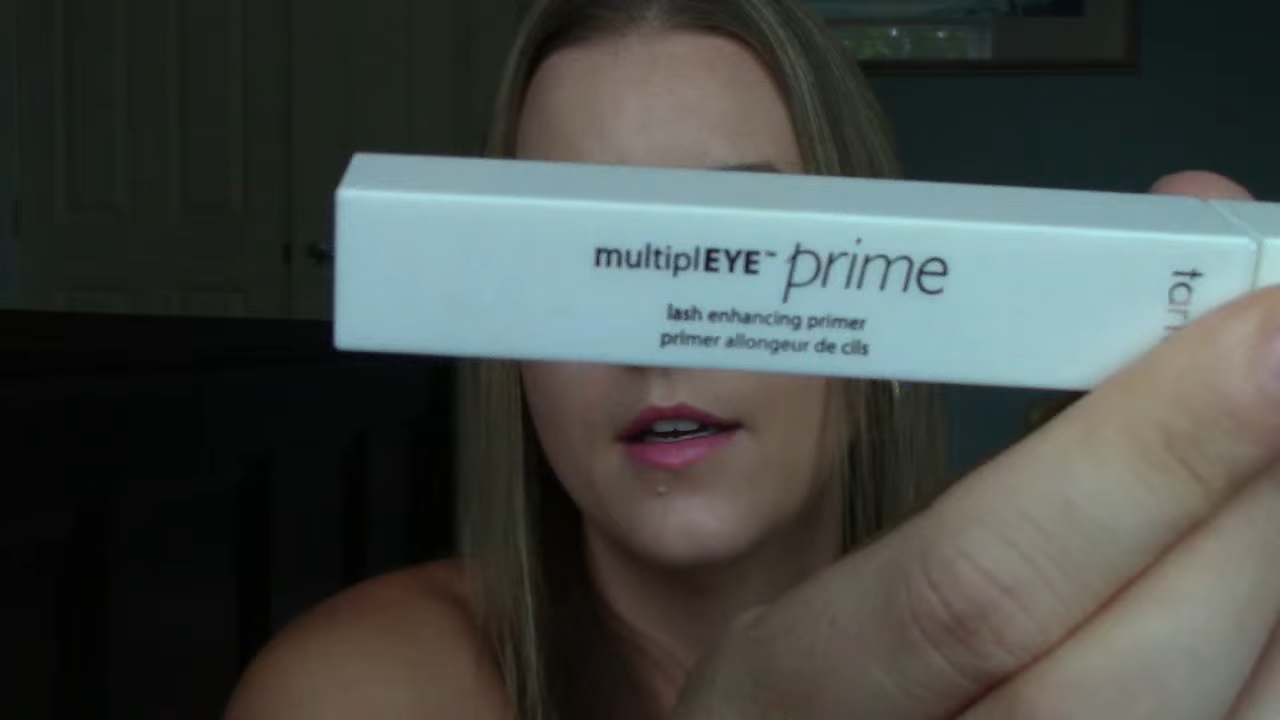 multiplEYE™ prime
lash enhancing primer
primer allongeur de cils